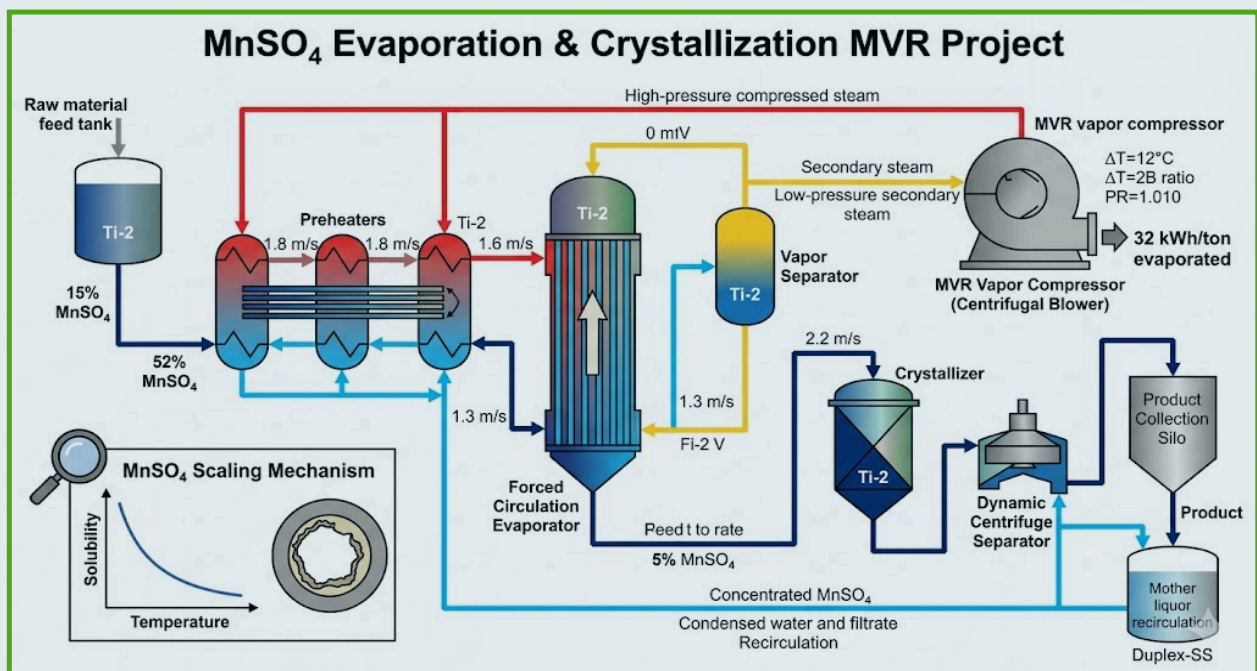 MnSO₄ Evaporation & Crystallization MVR Project
Raw material
feed tank
Ti-2
15%
MnSO₄
52%
MnSO₄
Preheaters
1.8 m/s
1.8 m/s
Ti-2
1.6 m/s
1.3 m/s
High-pressure compressed steam
0 mtV
Ti-2
Secondary steam
Low-pressure secondary
steam
Vapor
Separator
Ti-2
1.3 m/s
Fi-2 V
Forced
Circulation
Evaporator
Peed t to rate
5% MnSO₄
MVR vapor compressor
ΔT=12°C
ΔT=2B ratio
PR=1.010
32 kWh/ton
evaporated
MVR Vapor Compressor
(Centrifugal Blower)
2.2 m/s
Crystallizer
Ti-2
Dynamic
Centrifuge
Separator
Product
Collection
Silo
Product
Mother
liquor
recirculation
Duplex-SS
Concentrated MnSO₄
Condensed water and filtrate
Recirculation
MnSO₄ Scaling Mechanism
Solubility
Temperature